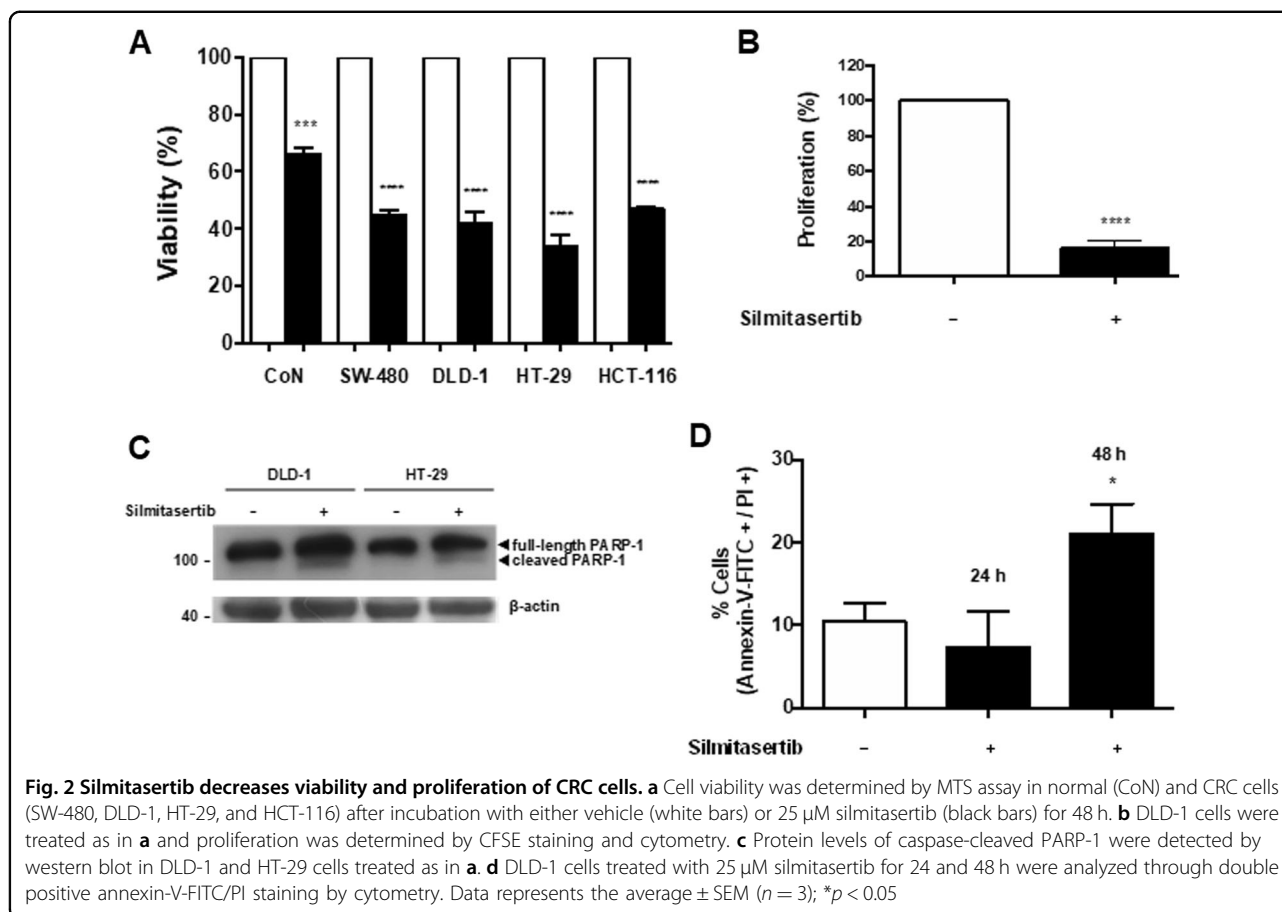 A
100
80
60
40
20
0
Viability (%)
***
****
****
****
****
CoN
SW-480
DLD-1
HT-29
HCT-116
B
120
100
80
60
40
20
0
Proliferation (%)
****
Silmitasertib
–
+
C
DLD-1
HT-29
Silmitasertib
-
+
-
+
100 -
full-length PARP-1
cleaved PARP-1
40 -
β-actin
D
30
20
10
0
% Cells
(Annexin-V-FITC + / PI +)
24 h
48 h
*
Silmitasertib
–
+
+
Fig. 2 Silmitasertib decreases viability and proliferation of CRC cells. a Cell viability was determined by MTS assay in normal (CoN) and CRC cells
(SW-480, DLD-1, HT-29, and HCT-116) after incubation with either vehicle (white bars) or 25 μM silmitasertib (black bars) for 48 h. b DLD-1 cells were
treated as in a and proliferation was determined by CFSE staining and cytometry. c Protein levels of caspase-cleaved PARP-1 were detected by
western blot in DLD-1 and HT-29 cells treated as in a. d DLD-1 cells treated with 25 μM silmitasertib for 24 and 48 h were analyzed through double
positive annexin-V-FITC/PI staining by cytometry. Data represents the average ± SEM (n = 3); *p < 0.05